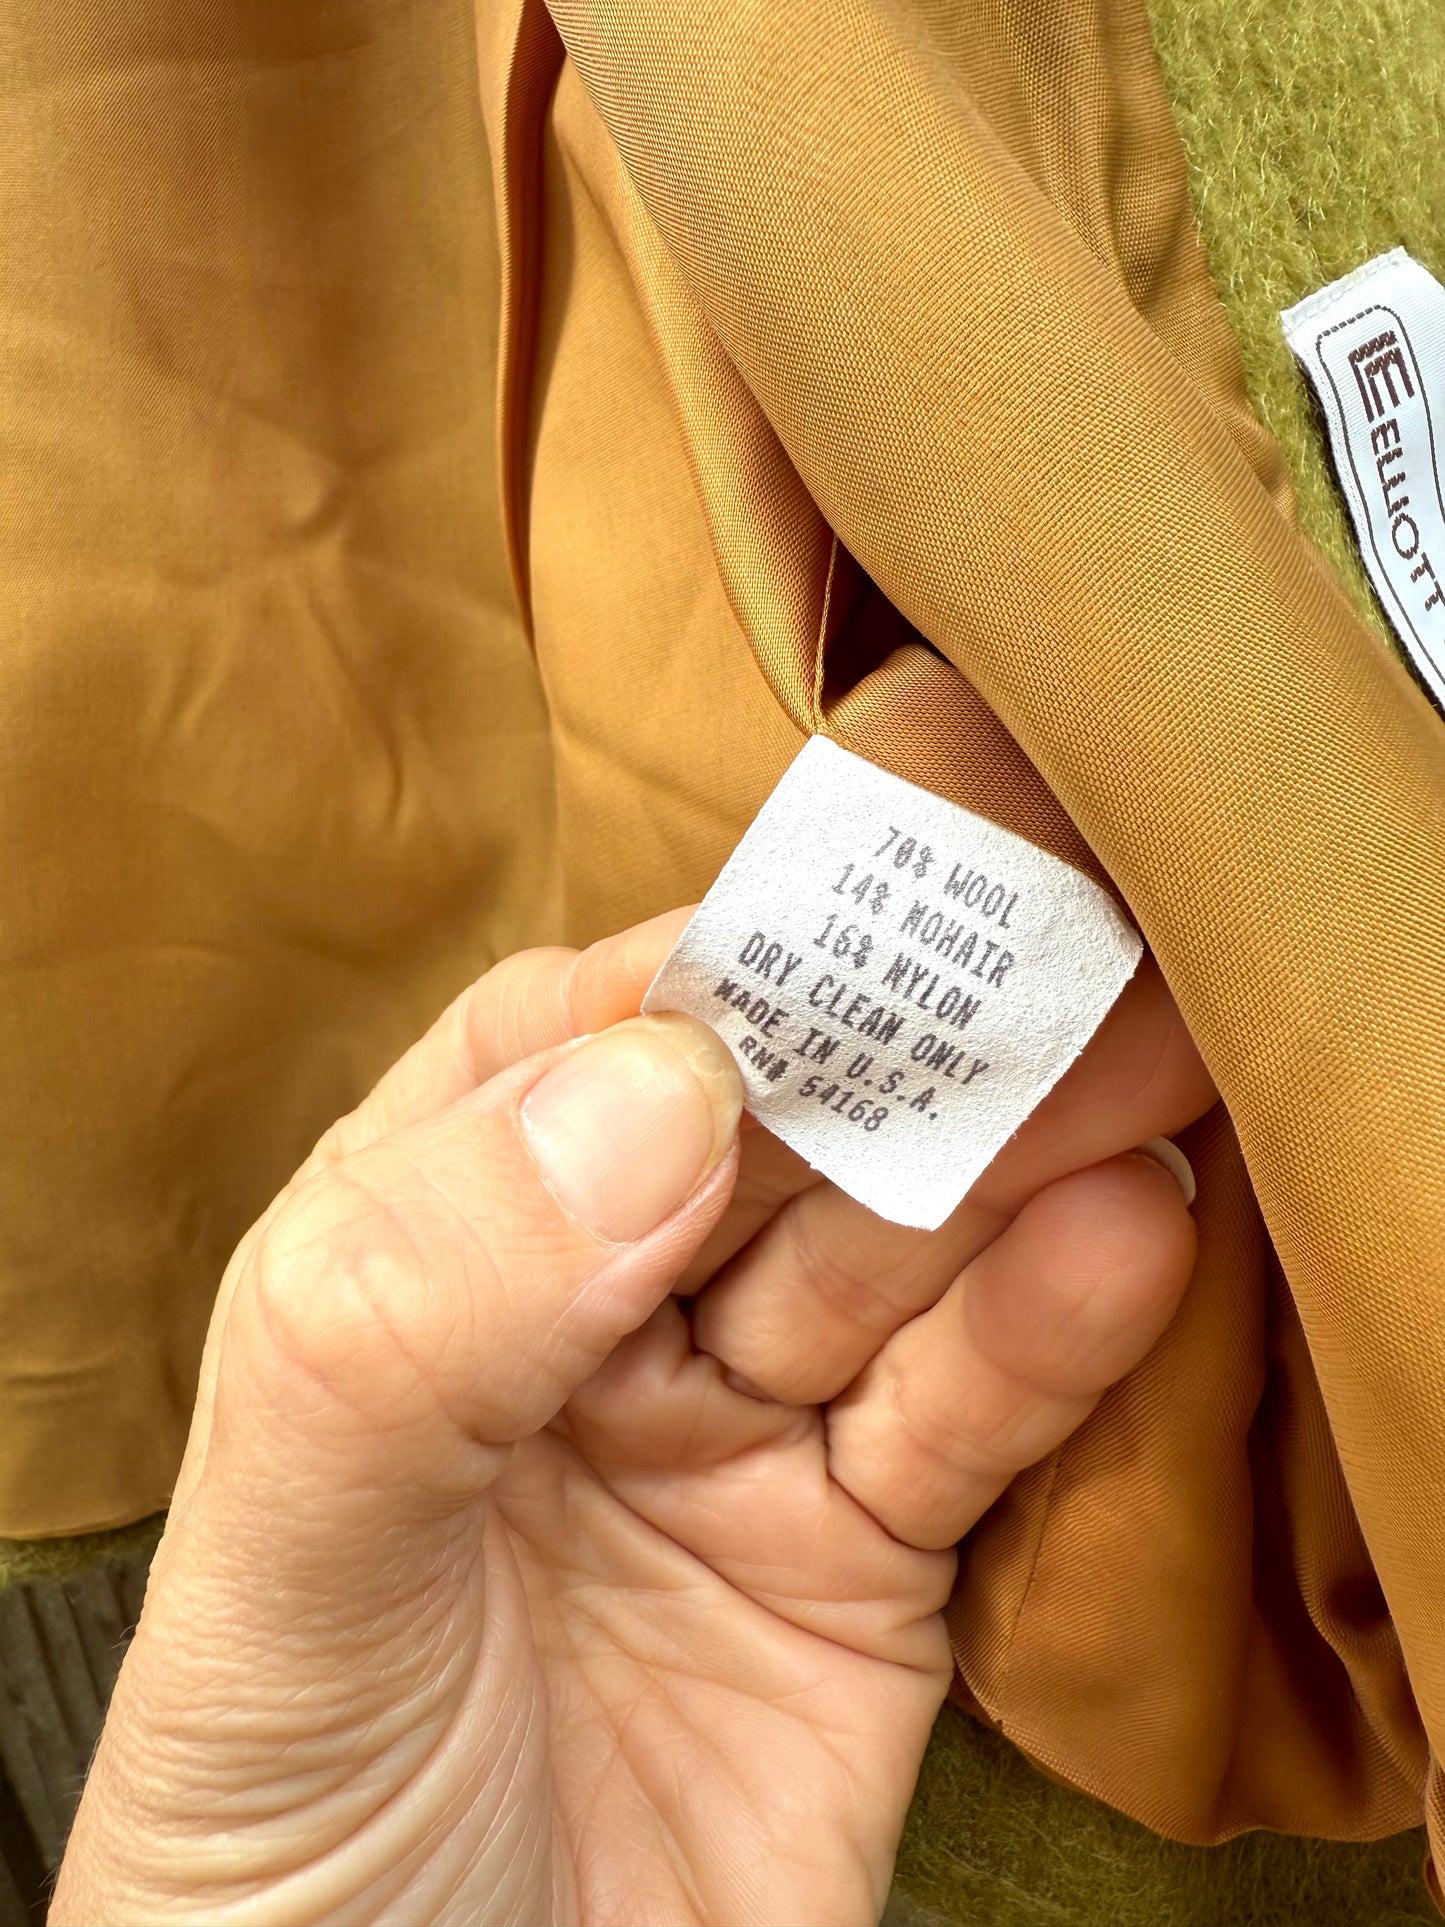 70% WOOL
14% MOHAIR
16% NYLON
DRY CLEAN ONLY
MADE IN U.S.A.
RN# 54168
E
ELLIOTT